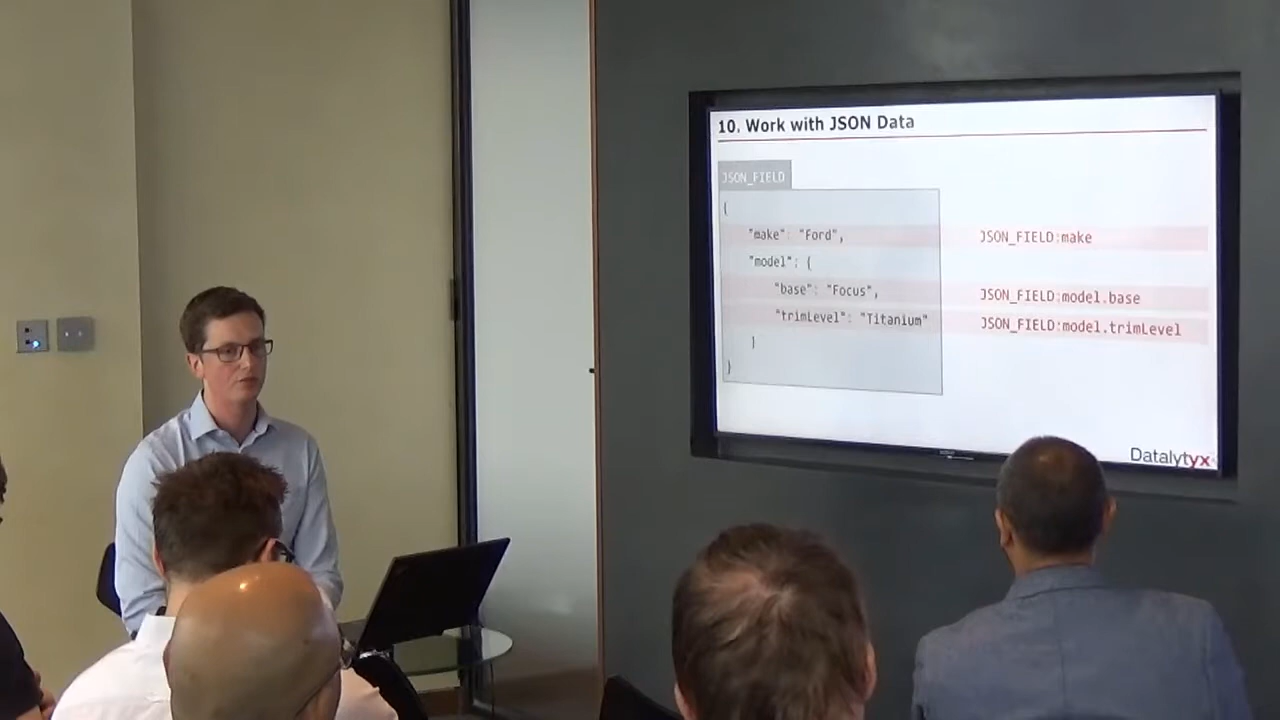 10. Work with JSON Data
JSON_FIELD
{
"make": "Ford",
JSON_FIELD:make
"model": {
"base": "Focus",
JSON_FIELD:model.base
"trimLevel": "Titanium"
JSON_FIELD:model.trimLevel
}
}
Datalytyx